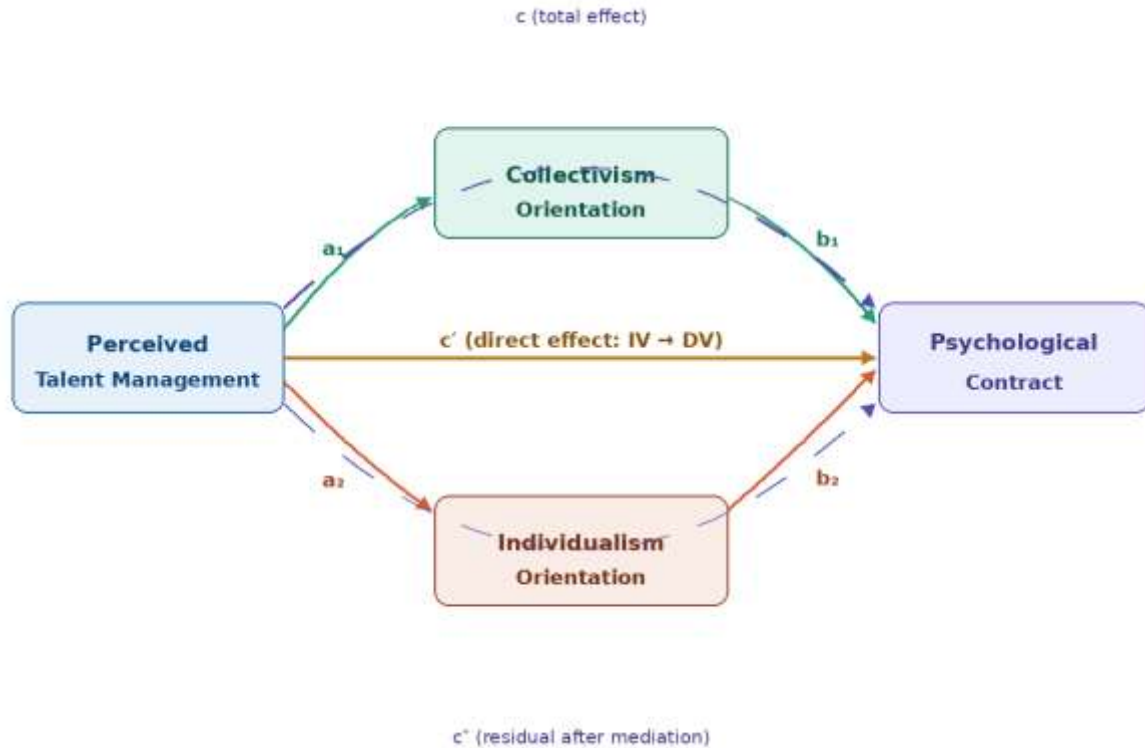 c (total effect)
Collectivism
Orientation
a₁
b₁
Perceived
Talent Management
c′ (direct effect: IV → DV)
Psychological
Contract
a₂
b₂
Individualism
Orientation
c″ (residual after mediation)